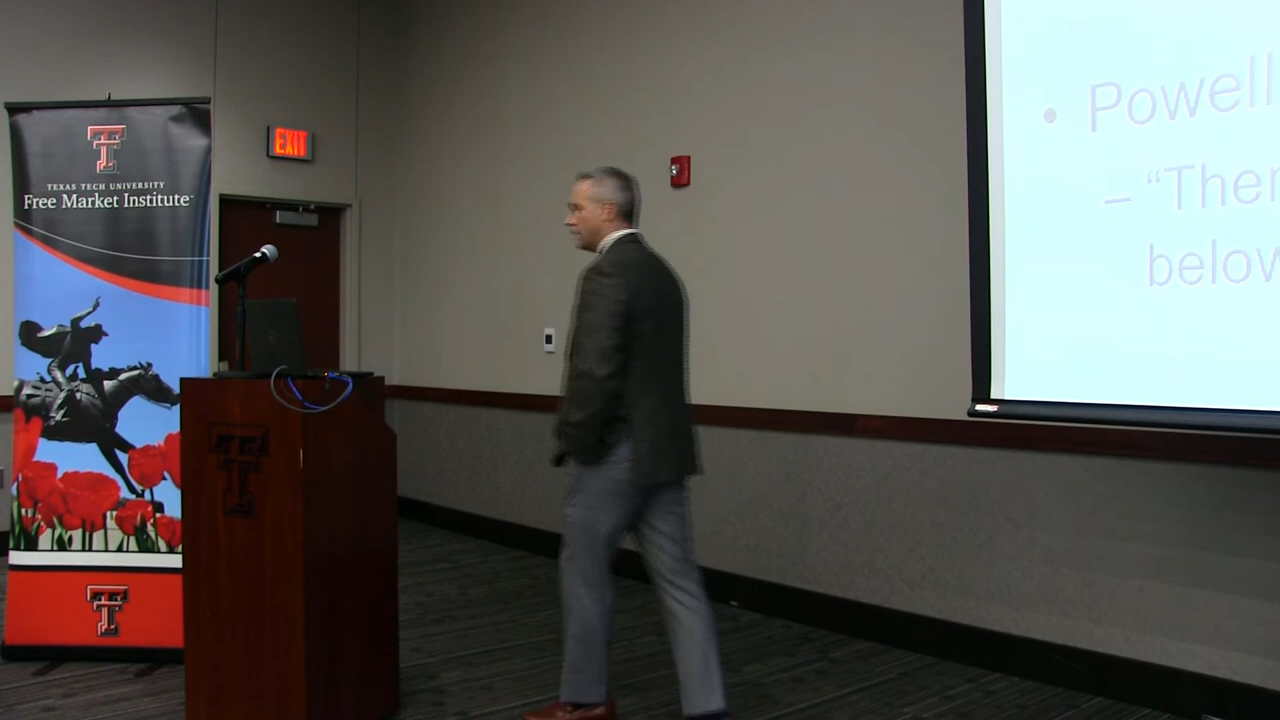 TEXAS TECH UNIVERSITY
Free Market Institute
EXIT
• Powell
– “Ther
below